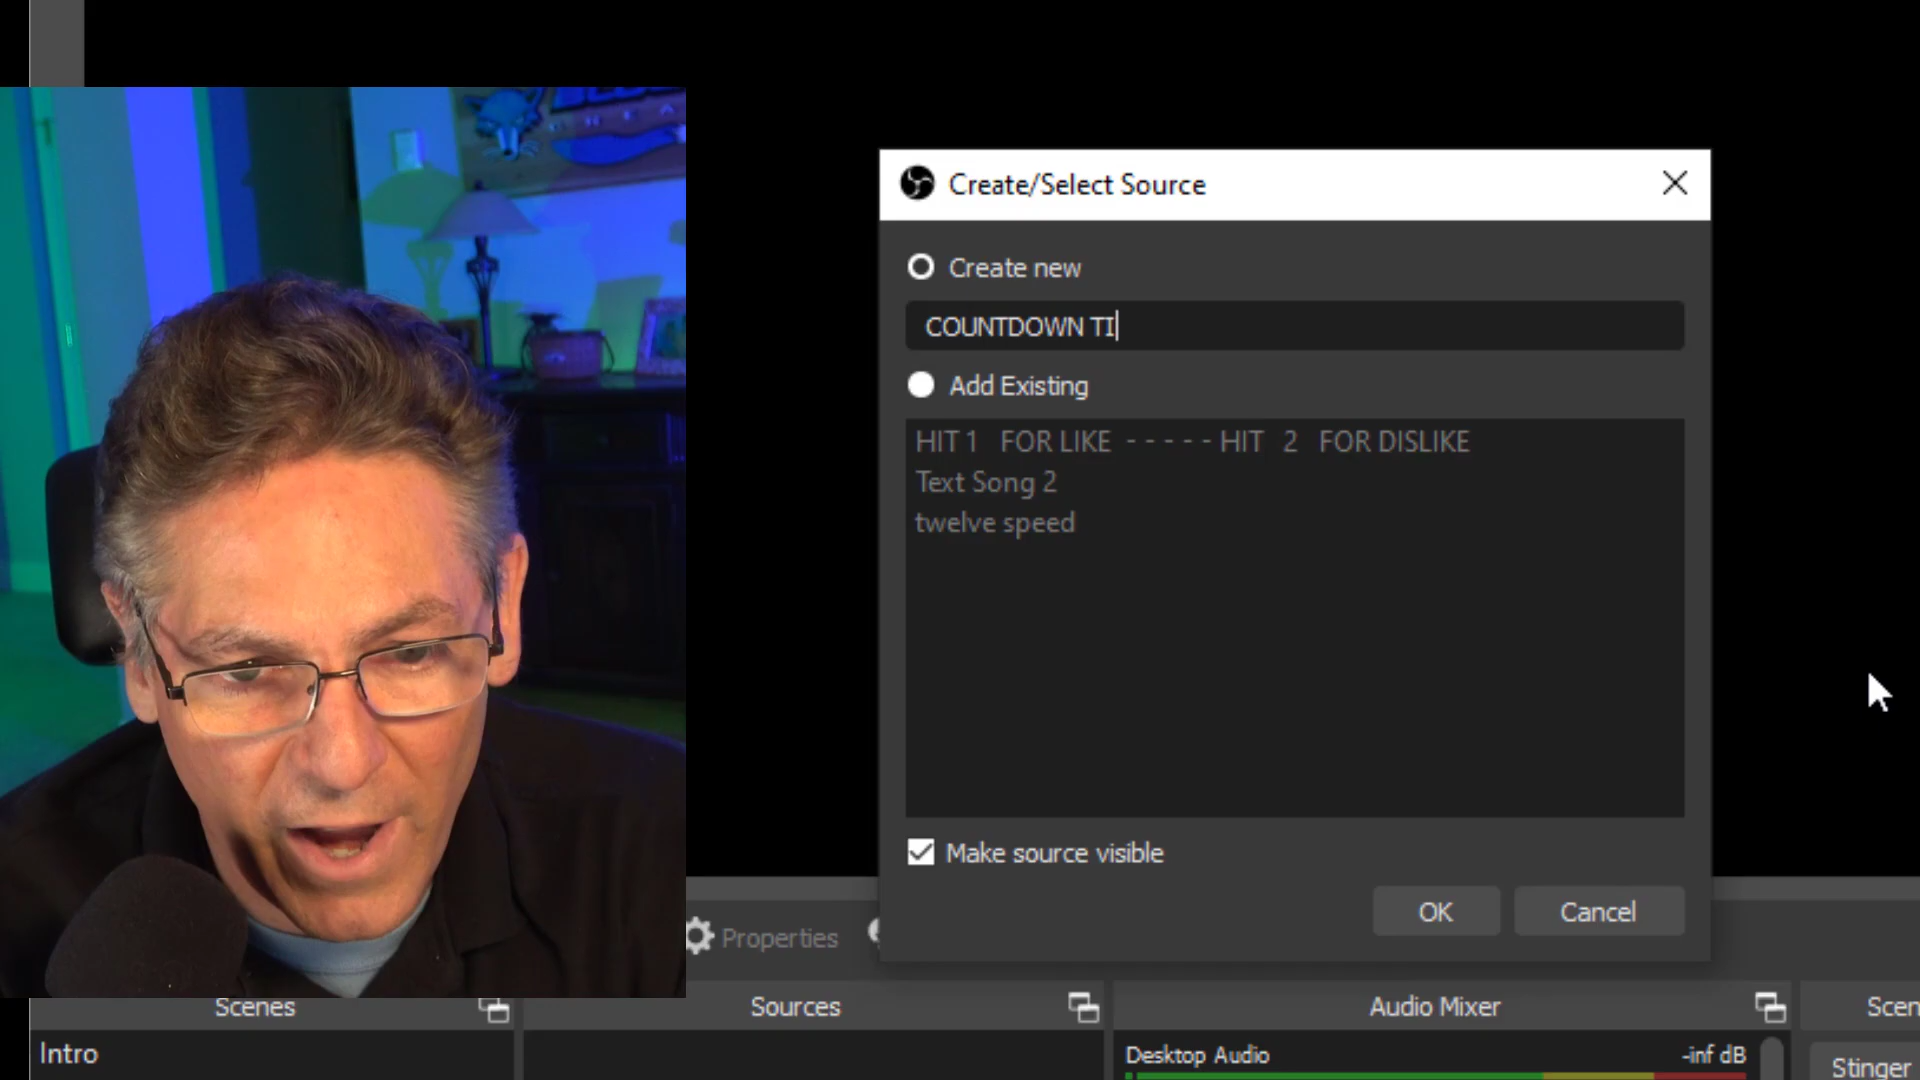 Create/Select Source
Create new
COUNTDOWN TI
Add Existing
HIT 1 FOR LIKE - - - - - HIT 2 FOR DISLIKE
Text Song 2
twelve speed
Make source visible
OK Cancel
Properties
Scenes Sources Audio Mixer Scen
Intro
Desktop Audio -inf dB
Stinger